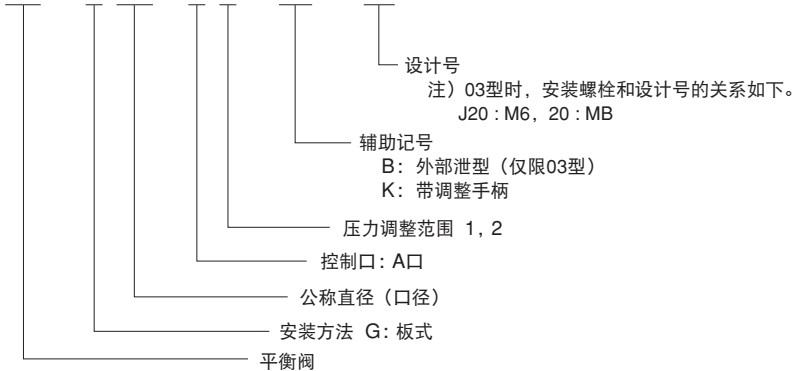 设计号
注）03型时，安装螺栓和设计号的关系如下。
J20 : M6，20 : MB
辅助记号
B：外部泄型（仅限03型）
K：带调整手柄
压力调整范围 1，2
控制口：A口
公称直径（口径）
安装方法 G：板式
平衡阀